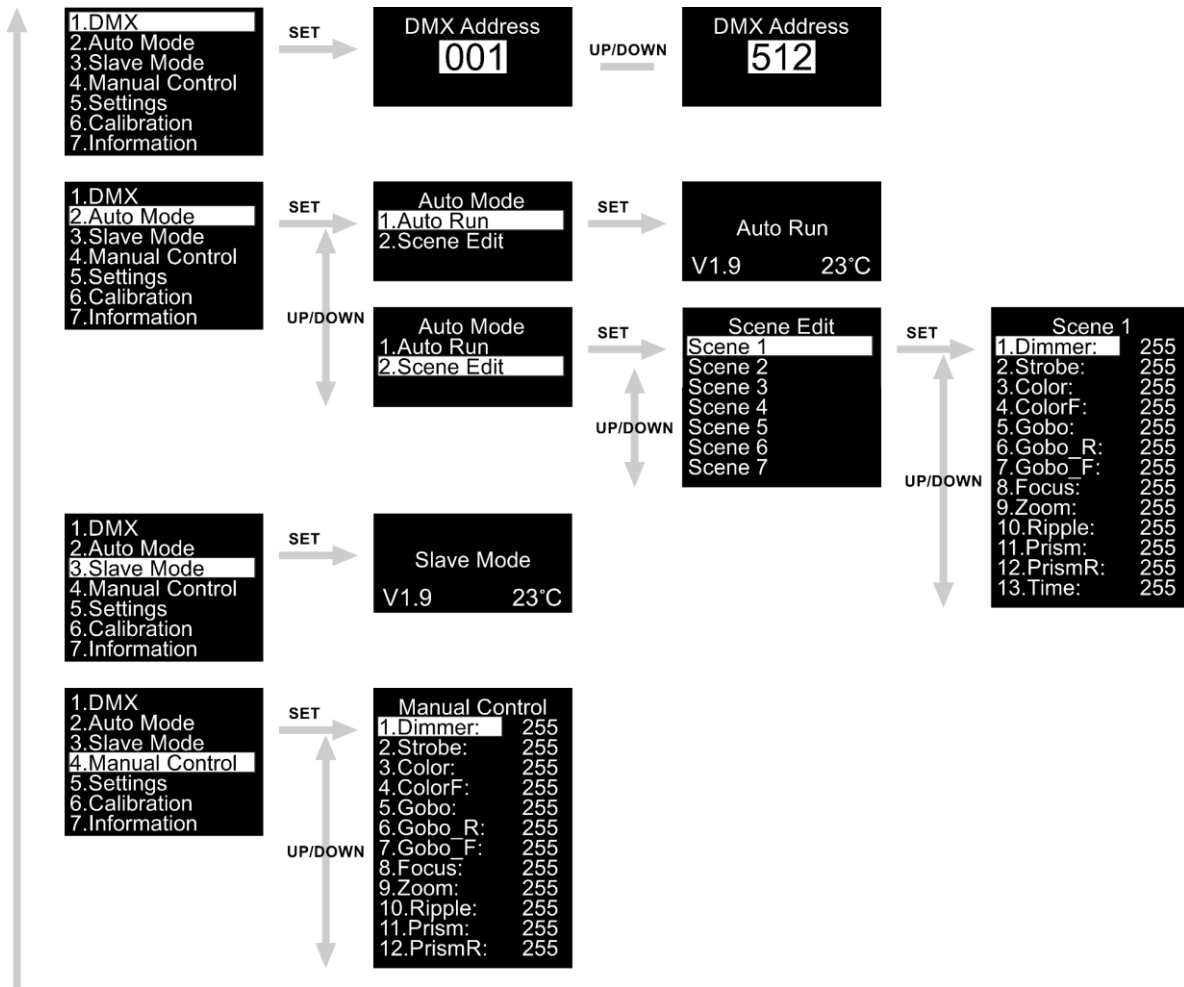 1.DMX
2.Auto Mode
3.Slave Mode
4.Manual Control
5.Settings
6.Calibration
7.Information
SET
DMX Address
001
UP/DOWN
DMX Address
512
1.DMX
2.Auto Mode
3.Slave Mode
4.Manual Control
5.Settings
6.Calibration
7.Information
SET
UP/DOWN
Auto Mode
1.Auto Run
2.Scene Edit
SET
Auto Run
V1.9 23°C
Auto Mode
1.Auto Run
2.Scene Edit
SET
UP/DOWN
Scene Edit
Scene 1
Scene 2
Scene 3
Scene 4
Scene 5
Scene 6
Scene 7
SET
UP/DOWN
Scene 1
1.Dimmer: 255
2.Strobe: 255
3.Color: 255
4.ColorF: 255
5.Gobo: 255
6.Gobo_R: 255
7.Gobo_F: 255
8.Focus: 255
9.Zoom: 255
10.Ripple: 255
11.Prism: 255
12.PrismR: 255
13.Time: 255
1.DMX
2.Auto Mode
3.Slave Mode
4.Manual Control
5.Settings
6.Calibration
7.Information
SET
Slave Mode
V1.9 23°C
1.DMX
2.Auto Mode
3.Slave Mode
4.Manual Control
5.Settings
6.Calibration
7.Information
SET
UP/DOWN
Manual Control
1.Dimmer: 255
2.Strobe: 255
3.Color: 255
4.ColorF: 255
5.Gobo: 255
6.Gobo_R: 255
7.Gobo_F: 255
8.Focus: 255
9.Zoom: 255
10.Ripple: 255
11.Prism: 255
12.PrismR: 255